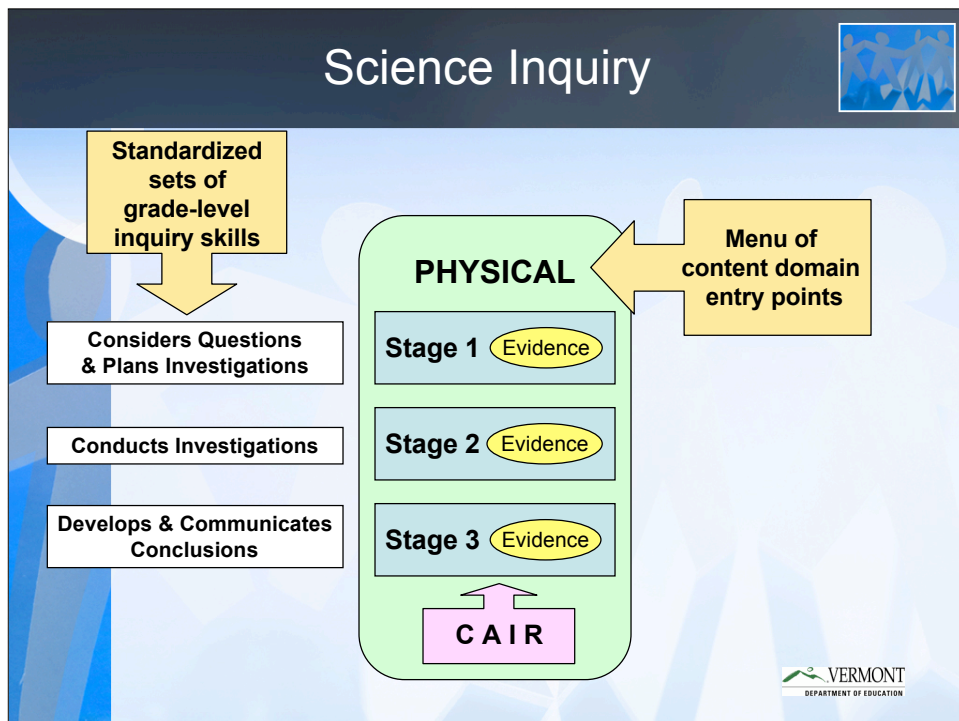 Science Inquiry
Standardized
sets of
grade-level
inquiry skills
Considers Questions
& Plans Investigations
Conducts Investigations
Develops & Communicates
Conclusions
PHYSICAL
Stage 1 Evidence
Stage 2 Evidence
Stage 3 Evidence
C A I R
Menu of
content domain
entry points
VERMONT
DEPARTMENT OF EDUCATION